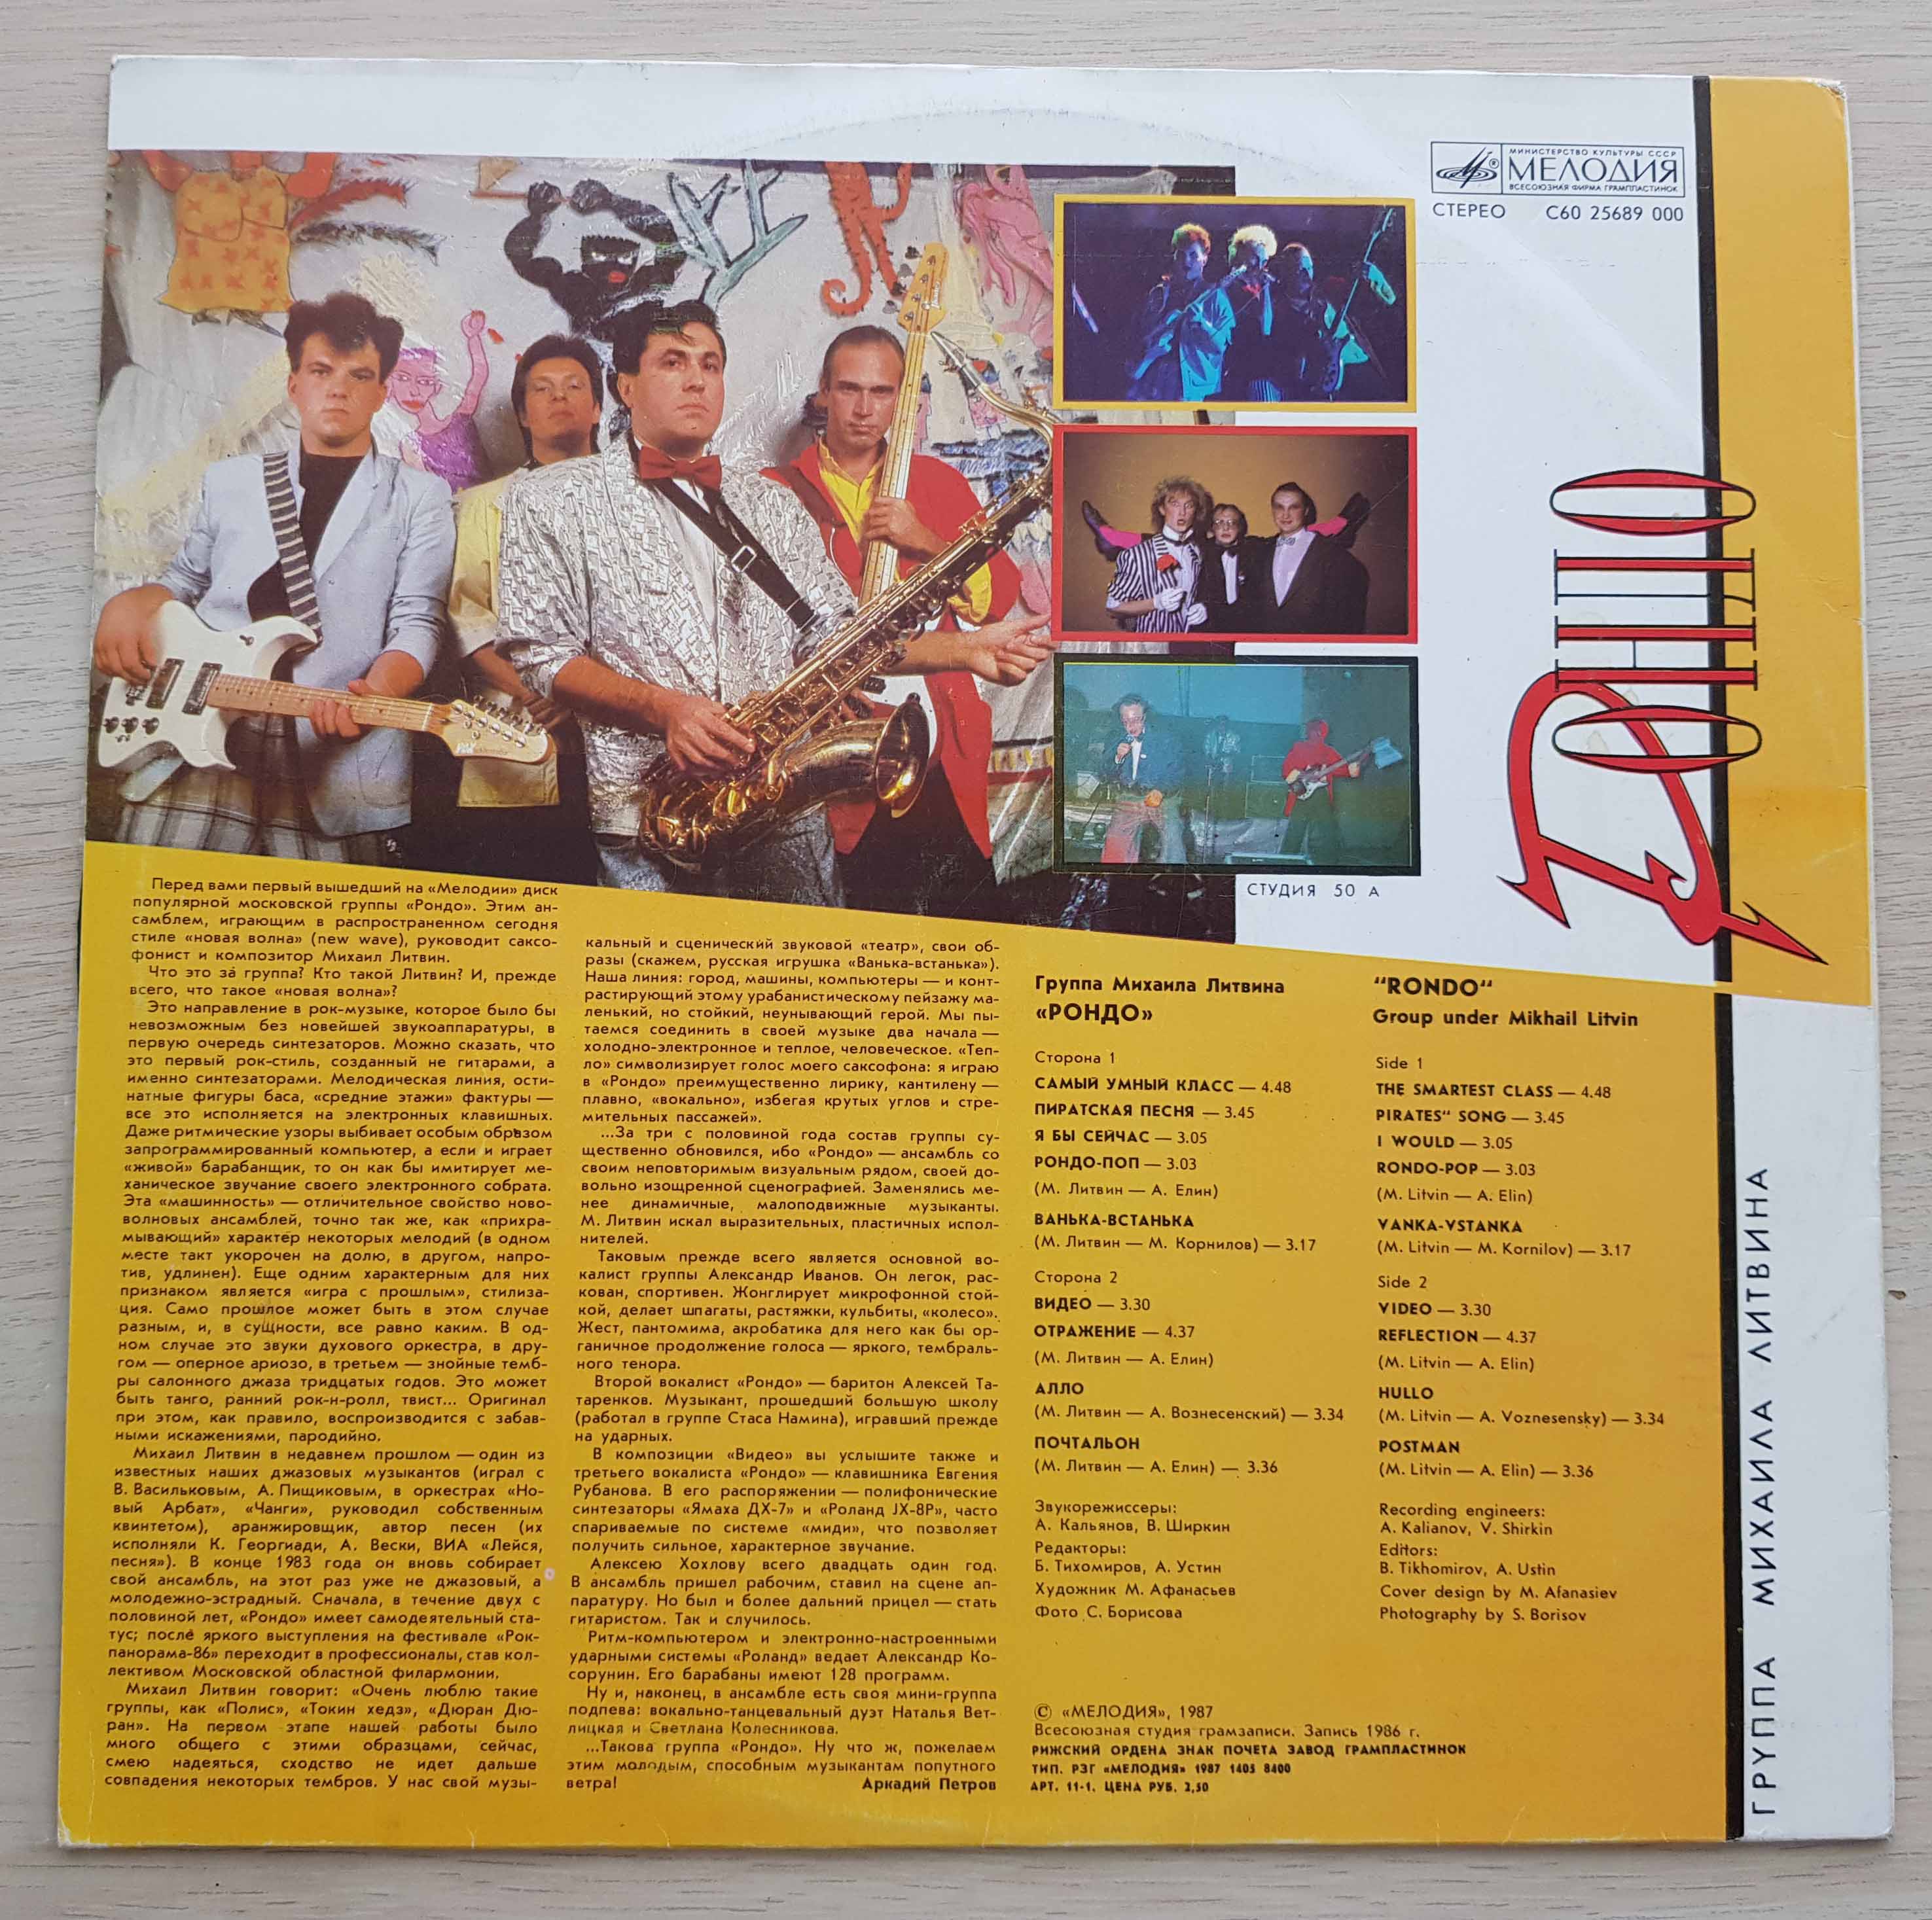 МИНИСТЕРСТВО КУЛЬТУРЫ СССР
МЕЛОДИЯ
ВСЕСОЮЗНАЯ ФИРМА ГРАМПЛАСТИНОК
СТЕРЕО С60 25689 000
РОНДО
СТУДИЯ 50 А
Перед вами первый вышедший на «Мелодии» диск
популярной московской группы «Рондо». Этим ан-
самблем, играющим в распространенном сегодня
стиле «новая волна» (new wave), руководит саксо-
фонист и композитор Михаил Литвин.
Что это за группа? Кто такой Литвин? И, прежде
всего, что такое «новая волна»?
Это направление в рок-музыке, которое было бы
невозможным без новейшей звукоаппаратуры, в
первую очередь синтезаторов. Можно сказать, что
это первый рок-стиль, созданный не гитарами, а
именно синтезаторами. Мелодическая линия, ости-
натные фигуры баса, «средние этажи» фактуры —
все это исполняется на электронных клавишных.
Даже ритмические узоры выбивает особым образом
запрограммированный компьютер, а если и играет
«живой» барабанщик, то он как бы имитирует ме-
ханическое звучание своего электронного собрата.
Эта «машинность» — отличительное свойство ново-
волновых ансамблей, точно так же, как «прихра-
мывающий» характер некоторых мелодий (в одном
месте такт укорочен на долю, в другом, напро-
тив, удлинен). Еще одним характерным для них
признаком является «игра с прошлым», стилиза-
ция. Само прошлое может быть в этом случае
разным, и, в сущности, все равно каким. В од-
ном случае это звуки духового оркестра, в дру-
гом — оперное ариозо, в третьем — знойные темб-
ры салонного джаза тридцатых годов. Это может
быть танго, ранний рок-н-ролл, твист... Оригинал
при этом, как правило, воспроизводится с забав-
ными искажениями, пародийно.
Михаил Литвин в недавнем прошлом — один из
известных наших джазовых музыкантов (играл с
В. Васильковым, А. Пищиковым, в оркестрах «Но-
вый Арбат», «Чанги», руководил собственным
квинтетом), аранжировщик, автор песен (их
исполняли К. Георгиади, А. Вески, ВИА «Лейся,
песня»). В конце 1983 года он вновь собирает
свой ансамбль, на этот раз уже не джазовый, а
молодежно-эстрадный. Сначала, в течение двух с
половиной лет, «Рондо» имеет самодеятельный ста-
тус; после яркого выступления на фестивале «Рок-
панорама-86» переходит в профессионалы, став кол-
лективом Московской областной филармонии.
Михаил Литвин говорит: «Очень люблю такие
группы, как «Полис», «Токин хедз», «Дюран Дю-
ран». На первом этапе нашей работы было
много общего с этими образцами, сейчас,
смею надеяться, сходство не идет дальше
совпадения некоторых тембров. У нас свой музы-
кальный и сценический звуковой «театр», свои об-
разы (скажем, русская игрушка «Ванька-встанька»).
Наша линия: город, машины, компьютеры — и конт-
растирующий этому урабанистическому пейзажу ма-
ленький, но стойкий, неунывающий герой. Мы пы-
таемся соединить в своей музыке два начала —
холодно-электронное и теплое, человеческое. «Теп-
ло» символизирует голос моего саксофона: я играю
в «Рондо» преимущественно лирику, кантилену —
плавно, «вокально», избегая крутых углов и стре-
мительных пассажей».
...За три с половиной года состав группы су-
щественно обновился, ибо «Рондо» — ансамбль со
своим неповторимым визуальным рядом, своей до-
вольно изощренной сценографией. Заменялись ме-
нее динамичные, малоподвижные музыканты.
М. Литвин искал выразительных, пластичных испол-
нителей.
Таковым прежде всего является основной во-
калист группы Александр Иванов. Он легок, рас-
кован, спортивен. Жонглирует микрофонной стой-
кой, делает шпагаты, растяжки, кульбиты, «колесо».
Жест, пантомима, акробатика для него как бы ор-
ганичное продолжение голоса — яркого, тембраль-
ного тенора.
Второй вокалист «Рондо» — баритон Алексей Та-
таренков. Музыкант, прошедший большую школу
(работал в группе Стаса Намина), игравший прежде
на ударных.
В композиции «Видео» вы услышите также и
третьего вокалиста «Рондо» — клавишника Евгения
Рубанова. В его распоряжении — полифонические
синтезаторы «Ямаха ДХ-7» и «Роланд JX-8P», часто
спариваемые по системе «миди», что позволяет
получить сильное, характерное звучание.
Алексею Хохлову всего двадцать один год.
В ансамбль пришел рабочим, ставил на сцене ап-
паратуру. Но был и более дальний прицел — стать
гитаристом. Так и случилось.
Ритм-компьютером и электронно-настроенными
ударными системы «Роланд» ведает Александр Ко-
сорунин. Его барабаны имеют 128 программ.
Ну и, наконец, в ансамбле есть своя мини-группа
подпева: вокально-танцевальный дуэт Наталья Вет-
лицкая и Светлана Колесникова.
...Такова группа «Рондо». Ну что ж, пожелаем
этим молодым, способным музыкантам попутного
ветра! Аркадий Петров
Группа Михаила Литвина
«РОНДО»
Сторона 1
САМЫЙ УМНЫЙ КЛАСС — 4.48
ПИРАТСКАЯ ПЕСНЯ — 3.45
Я БЫ СЕЙЧАС — 3.05
РОНДО-ПОП — 3.03
(М. Литвин — А. Елин)
ВАНЬКА-ВСТАНЬКА
(М. Литвин — М. Корнилов) — 3.17
Сторона 2
ВИДЕО — 3.30
ОТРАЖЕНИЕ — 4.37
(М. Литвин — А. Елин)
АЛЛО
(М. Литвин — А. Вознесенский) — 3.34
ПОЧТАЛЬОН
(М. Литвин — А. Елин) — 3.36
Звукорежиссеры:
А. Кальянов, В. Ширкин
Редакторы:
Б. Тихомиров, А. Устин
Художник М. Афанасьев
Фото С. Борисова
“RONDO“
Group under Mikhail Litvin
Side 1
THE SMARTEST CLASS — 4.48
PIRATES“ SONG — 3.45
I WOULD — 3.05
RONDO-POP — 3.03
(M. Litvin — A. Elin)
VANKA-VSTANKA
(M. Litvin — M. Kornilov) — 3.17
Side 2
VIDEO — 3.30
REFLECTION — 4.37
(M. Litvin — A. Elin)
HULLO
(M. Litvin — A. Voznesensky) — 3.34
POSTMAN
(M. Litvin — A. Elin) — 3.36
Recording engineers:
A. Kalianov, V. Shirkin
Editors:
B. Tikhomirov, A. Ustin
Cover design by M. Afanasiev
Photography by S. Borisov
© «МЕЛОДИЯ», 1987
Всесоюзная студия грамзаписи. Запись 1986 г.
РИЖСКИЙ ОРДЕНА ЗНАК ПОЧЕТА ЗАВОД ГРАМПЛАСТИНОК
ТИП. РЗГ «МЕЛОДИЯ» 1987 1405 8400
АРТ. 11-1. ЦЕНА РУБ. 2,50
ГРУППА МИХАИЛА ЛИТВИНА